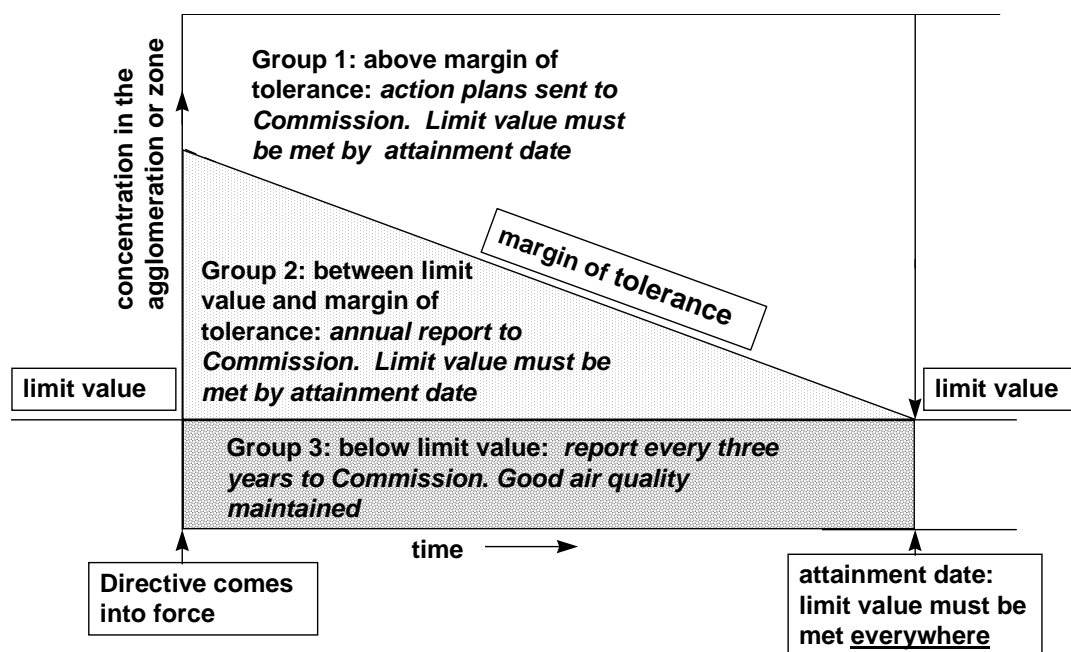 concentration in the
agglomeration or zone
Group 1: above margin of
tolerance: action plans sent to
Commission. Limit value must
be met by attainment date
margin of tolerance
Group 2: between limit
value and margin of
tolerance: annual report to
Commission. Limit value must be
met by attainment date
limit value
limit value
Group 3: below limit value: report every three
years to Commission. Good air quality
maintained
time
Directive comes
into force
attainment date:
limit value must be
met everywhere